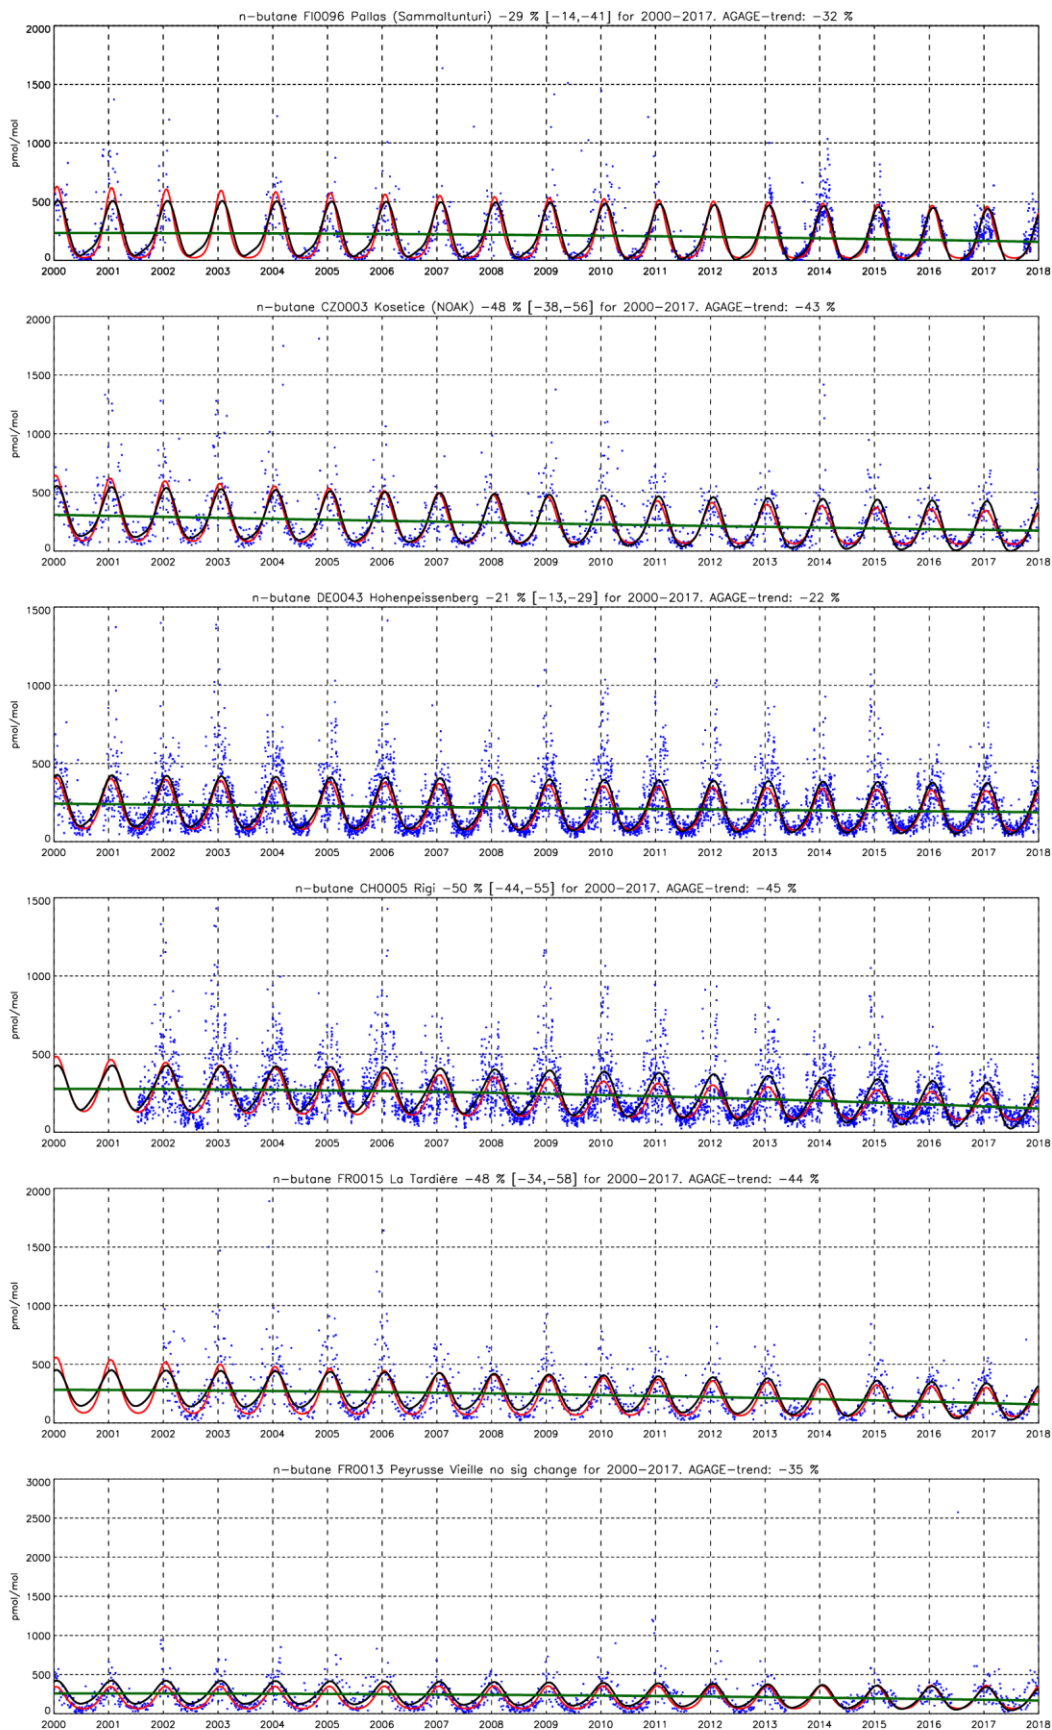 n-butane FI0096 Pallas (Sammaltunturi) -29 % [-14,-41] for 2000-2017. AGAGE-trend: -32 %
2000
1500
1000
500
0
pmol/mol
2000 2001 2002 2003 2004 2005 2006 2007 2008 2009 2010 2011 2012 2013 2014 2015 2016 2017 2018
n-butane CZ0003 Kosetice (NOAK) -48 % [-38,-56] for 2000-2017. AGAGE-trend: -43 %
2000
1500
1000
500
0
pmol/mol
2000 2001 2002 2003 2004 2005 2006 2007 2008 2009 2010 2011 2012 2013 2014 2015 2016 2017 2018
n-butane DE0043 Hohenpeissenberg -21 % [-13,-29] for 2000-2017. AGAGE-trend: -22 %
1500
1000
500
0
pmol/mol
2000 2001 2002 2003 2004 2005 2006 2007 2008 2009 2010 2011 2012 2013 2014 2015 2016 2017 2018
n-butane CH0005 Rigi -50 % [-44,-55] for 2000-2017. AGAGE-trend: -45 %
1500
1000
500
0
pmol/mol
2000 2001 2002 2003 2004 2005 2006 2007 2008 2009 2010 2011 2012 2013 2014 2015 2016 2017 2018
n-butane FR0015 La Tardière -48 % [-34,-58] for 2000-2017. AGAGE-trend: -44 %
2000
1500
1000
500
0
pmol/mol
2000 2001 2002 2003 2004 2005 2006 2007 2008 2009 2010 2011 2012 2013 2014 2015 2016 2017 2018
n-butane FR0013 Peyrusse Vieille no sig change for 2000-2017. AGAGE-trend: -35 %
3000
2500
2000
1500
1000
500
0
pmol/mol
2000 2001 2002 2003 2004 2005 2006 2007 2008 2009 2010 2011 2012 2013 2014 2015 2016 2017 2018